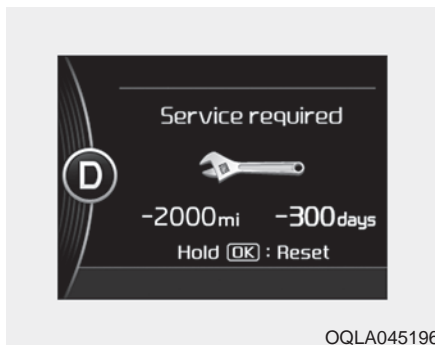 Service required
D
-2000mi -300days
Hold OK : Reset
OQLA045196